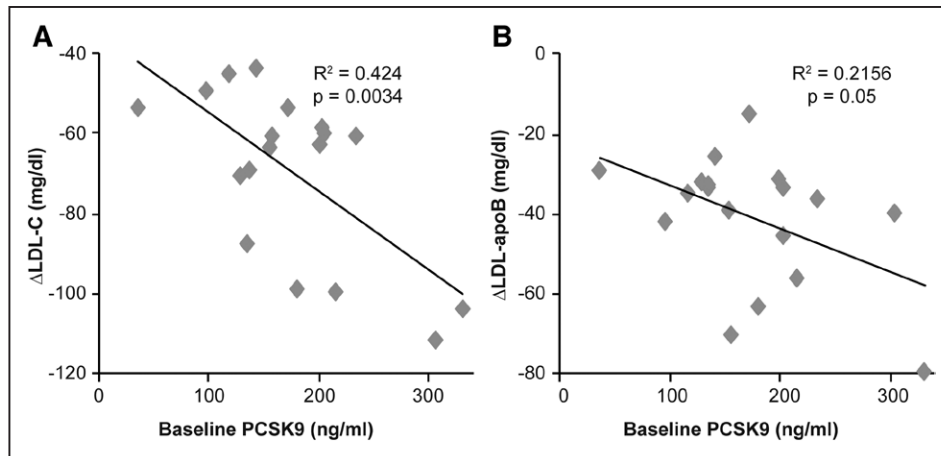 A
R² = 0.424
p = 0.0034
ΔLDL-C (mg/dl)
-40
-60
-80
-100
-120
0
100
200
300
Baseline PCSK9 (ng/ml)
B
R² = 0.2156
p = 0.05
ΔLDL-apoB (mg/dl)
0
-20
-40
-60
-80
0
100
200
300
Baseline PCSK9 (ng/ml)